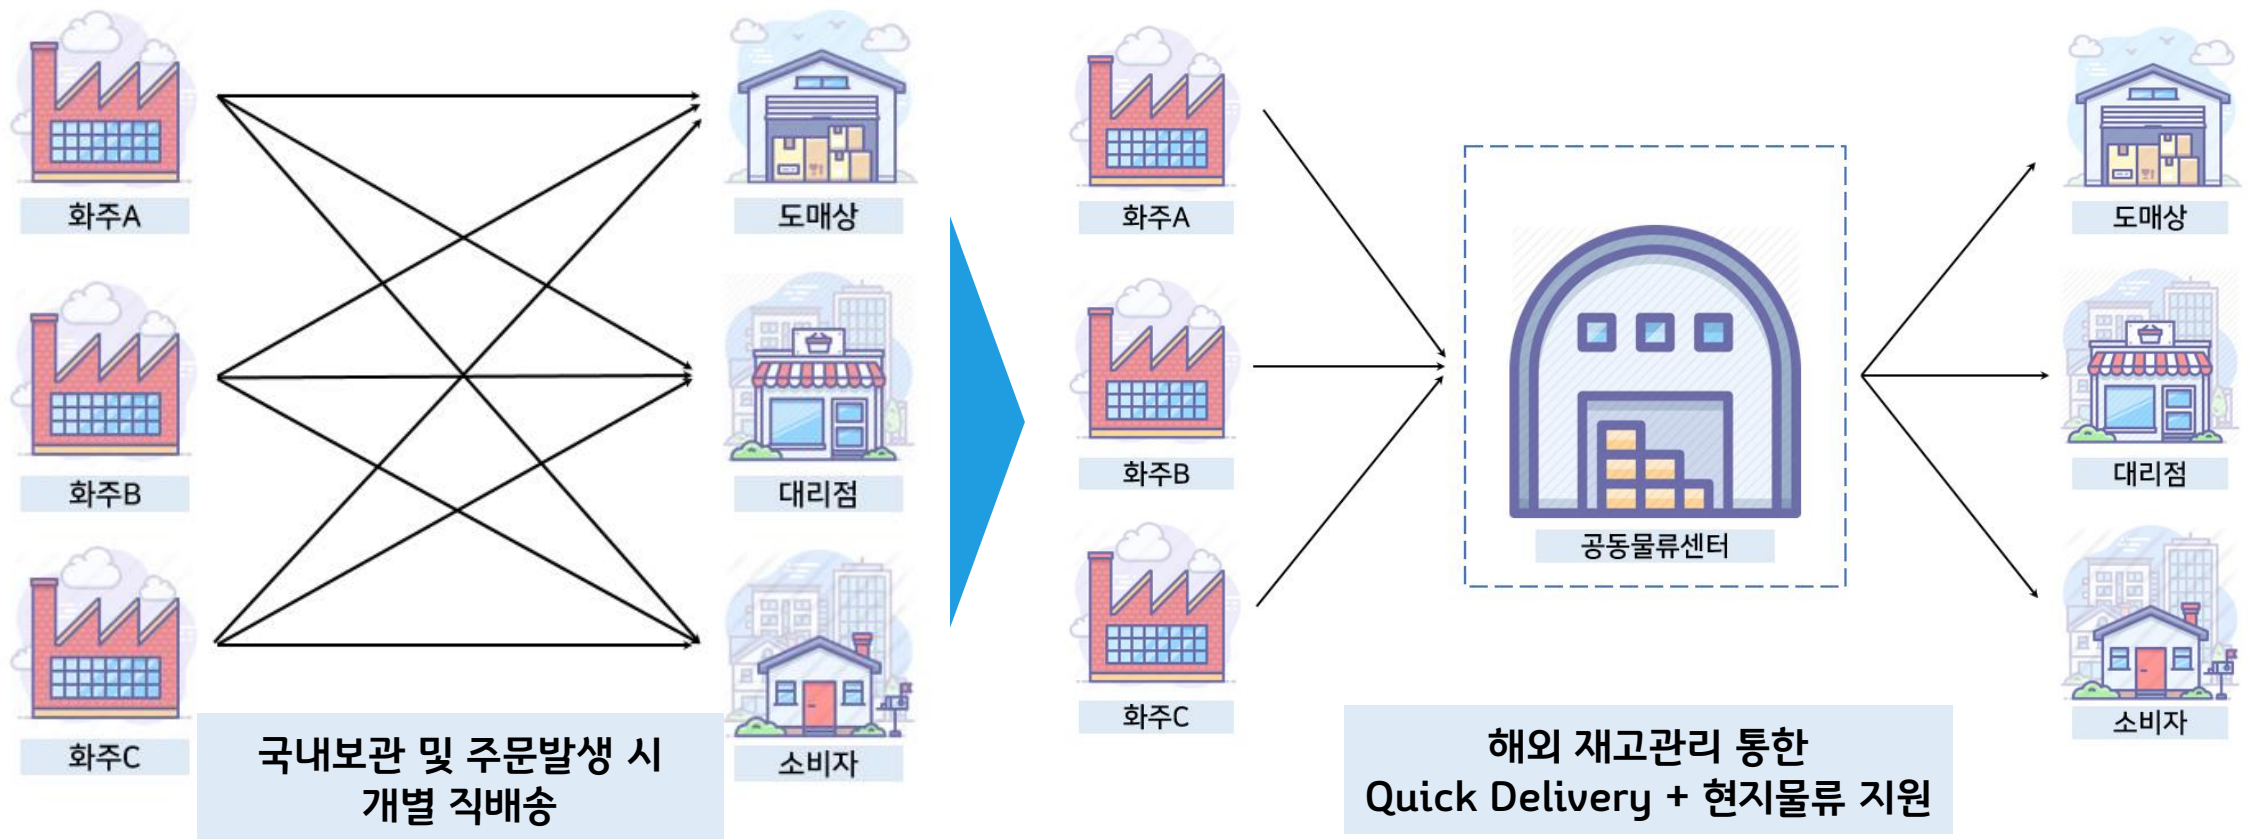 화주A
도매상
화주B
대리점
화주C
소비자
국내보관 및 주문발생 시
개별 직배송
화주A
도매상
화주B
대리점
공동물류센터
화주C
소비자
해외 재고관리 통한
Quick Delivery + 현지물류 지원